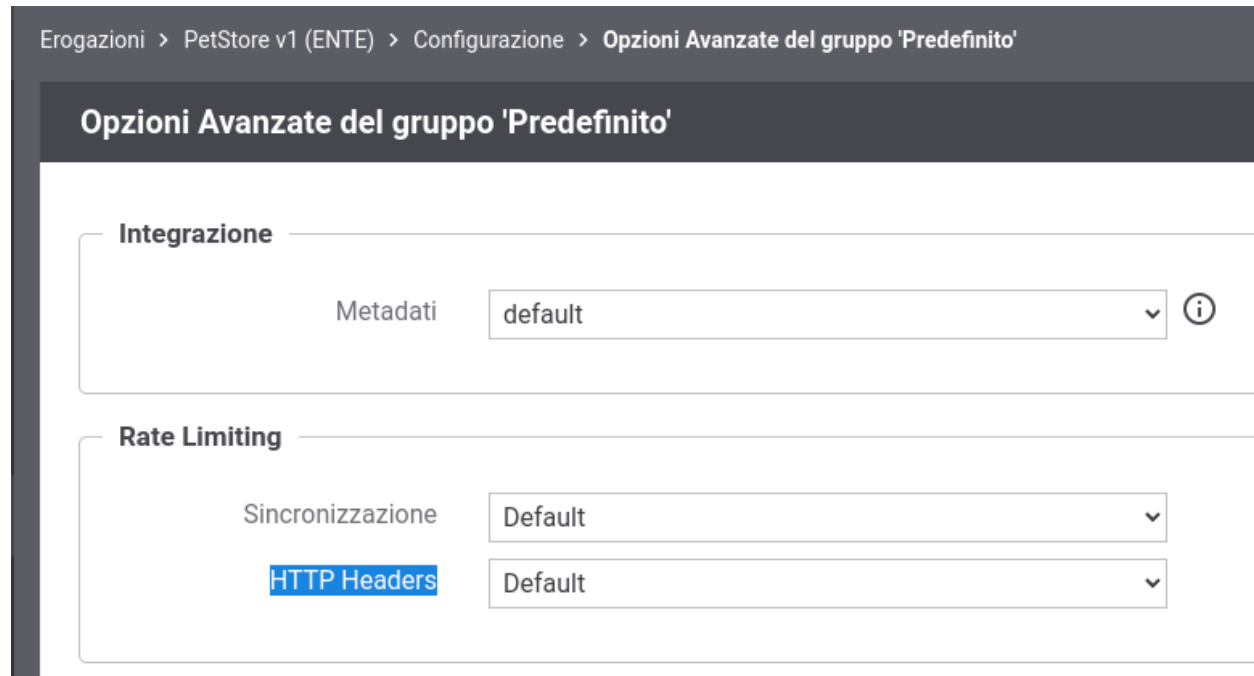 Erogazioni > PetStore v1 (ENTE) > Configurazione > Opzioni Avanzate del gruppo 'Predefinito'
Opzioni Avanzate del gruppo 'Predefinito'
Integrazione
Metadati default
Rate Limiting
Sincronizzazione Default
HTTP Headers Default